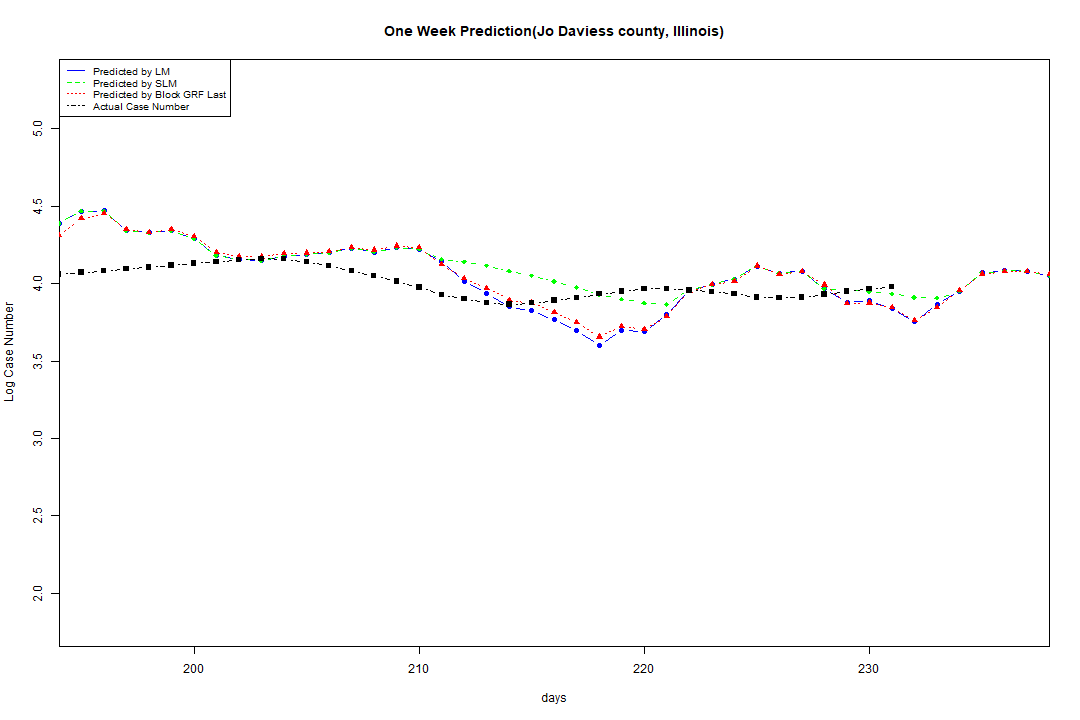 One Week Prediction(Jo Daviess county, Illinois)
Predicted by LM
Predicted by SLM
Predicted by Block GRF Last
Actual Case Number
5.0
4.5
4.0
3.5
3.0
2.5
2.0
Log Case Number
200 210 220 230
days